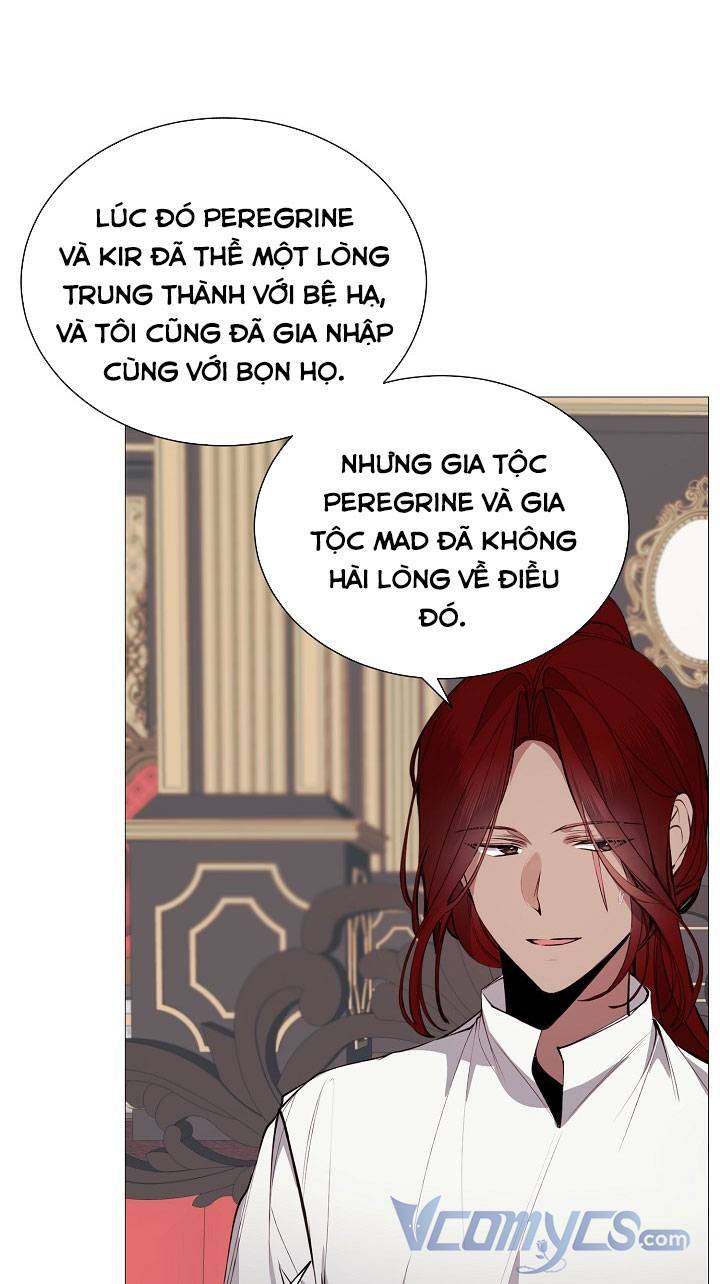 LÚC ĐÓ PEREGRINE
VÀ KIR ĐÃ THỀ MỘT LÒNG
TRUNG THÀNH VỚI BỆ HẠ,
VÀ TÔI CŨNG ĐÃ GIA NHẬP
CÙNG VỚI BỌN HỌ.
NHƯNG GIA TỘC
PEREGRINE VÀ GIA
TỘC MAD ĐÃ KHÔNG
HÀI LÒNG VỀ ĐIỀU
ĐÓ.
VCOMYCS.com